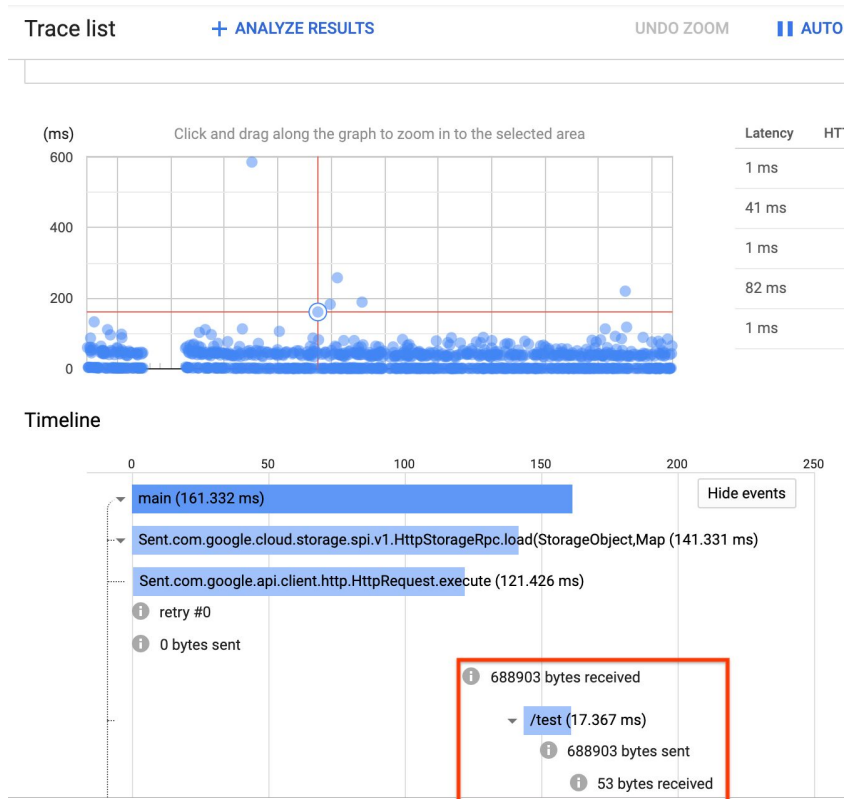 Trace list
+ ANALYZE RESULTS
UNDO ZOOM
AUTO
(ms)
Click and drag along the graph to zoom in to the selected area
600
400
200
0
Latency HTT
1 ms
41 ms
1 ms
82 ms
1 ms
Timeline
0 50 100 150 200 250
Hide events
main (161.332 ms)
Sent.com.google.cloud.storage.spi.v1.HttpStorageRpc.load(StorageObject,Map (141.331 ms)
Sent.com.google.api.client.http.HttpRequest.execute (121.426 ms)
retry #0
0 bytes sent
688903 bytes received
/test (17.367 ms)
688903 bytes sent
53 bytes received